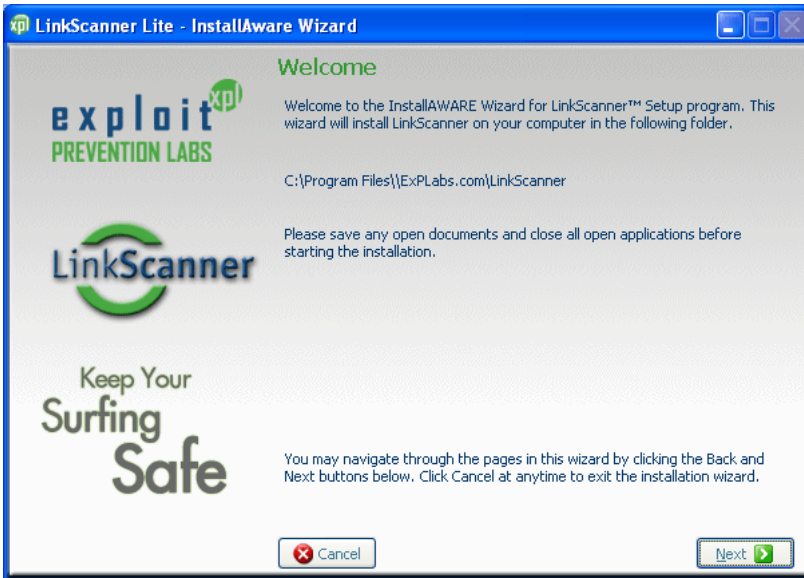 xpl LinkScanner Lite - InstallAware Wizard
Welcome
exploit xpl
PREVENTION LABS
Welcome to the InstallAWARE Wizard for LinkScanner™ Setup program. This
wizard will install LinkScanner on your computer in the following folder.
C:\Program Files\\ExPLabs.com\LinkScanner
Please save any open documents and close all open applications before
starting the installation.
LinkScanner
Keep Your
Surfing
Safe
You may navigate through the pages in this wizard by clicking the Back and
Next buttons below. Click Cancel at anytime to exit the installation wizard.
Cancel
Next